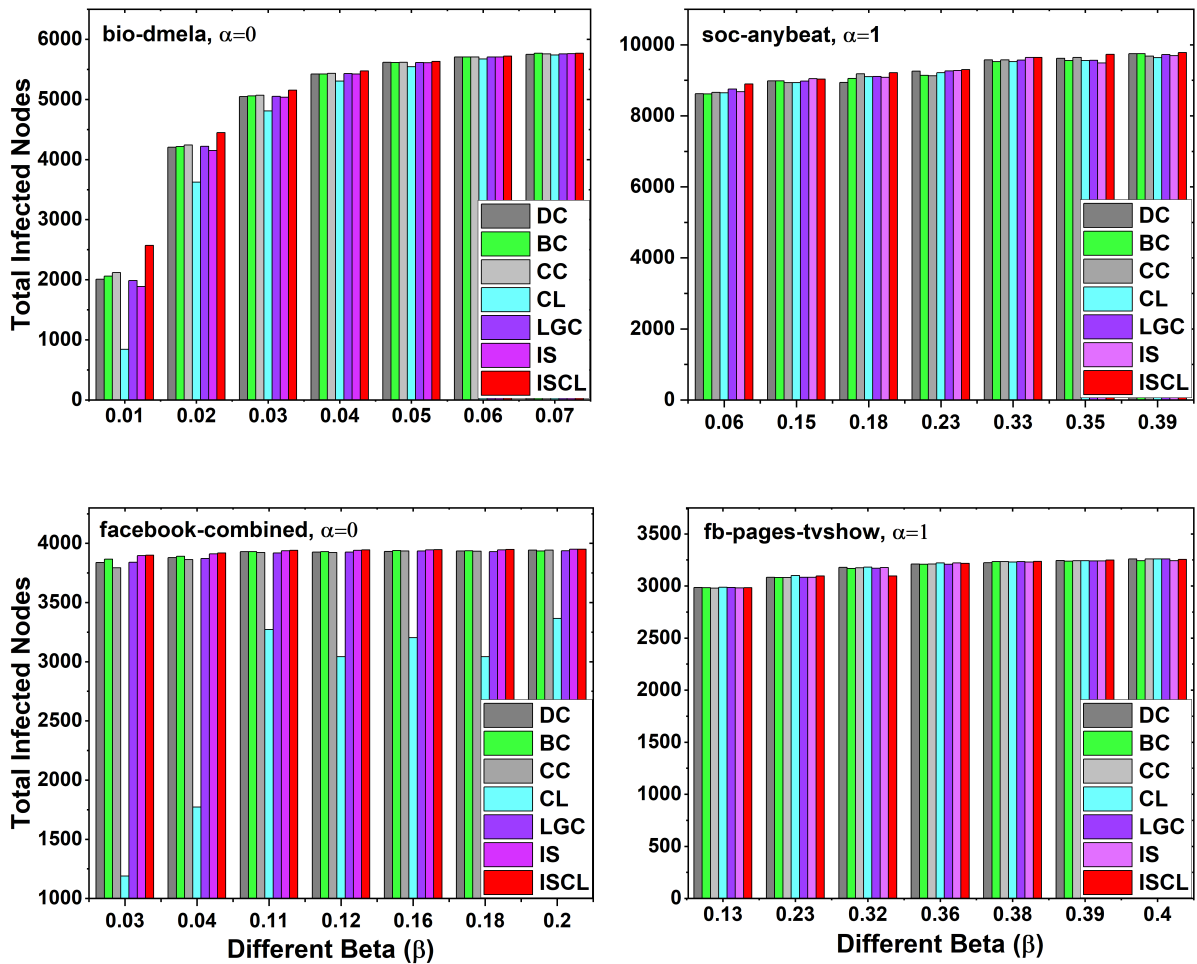 bio-dmela, α=0
Total Infected Nodes
6000
5000
4000
3000
2000
1000
0
0.01 0.02 0.03 0.04 0.05 0.06 0.07
DC
BC
CC
CL
LGC
IS
ISCL
soc-anybeat, α=1
10000
8000
6000
4000
2000
0
0.06 0.15 0.18 0.23 0.33 0.35 0.39
DC
BC
CC
CL
LGC
IS
ISCL
facebook-combined, α=0
Total Infected Nodes
4000
3500
3000
2500
2000
1500
1000
0.03 0.04 0.11 0.12 0.16 0.18 0.2
Different Beta (β)
DC
BC
CC
CL
LGC
IS
ISCL
fb-pages-tvshow, α=1
3500
3000
2500
2000
1500
1000
500
0
0.13 0.23 0.32 0.36 0.38 0.39 0.4
Different Beta (β)
DC
BC
CC
CL
LGC
IS
ISCL